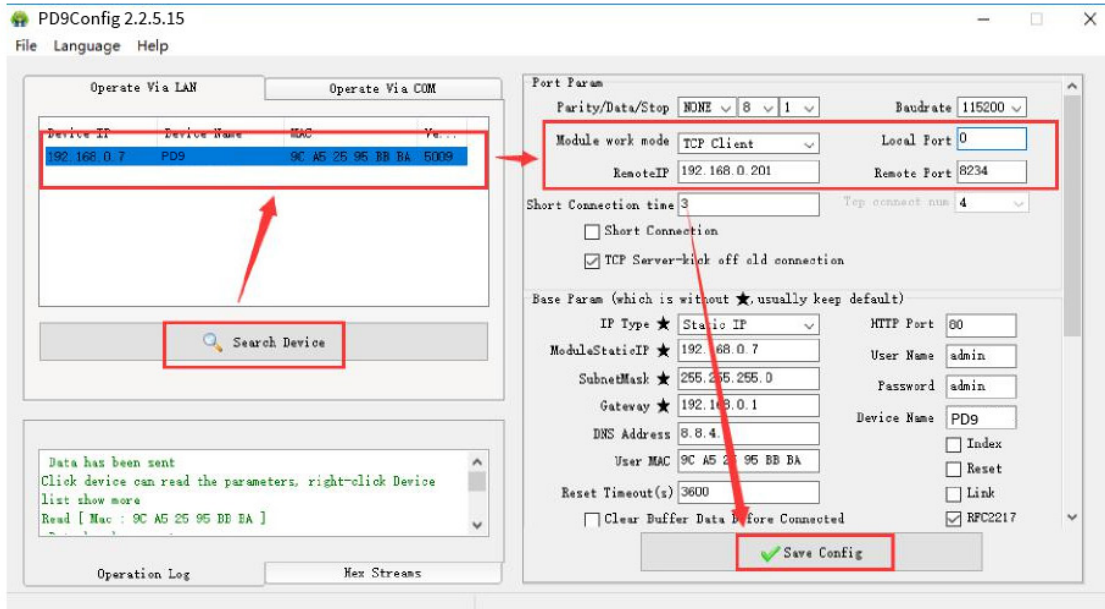 PD9Config 2.2.5.15
File Language Help
Operate Via LAN
Operate Via COM
Device IP Device Name MAC Ve...
192.168.0.7 PD9 9C A5 25 95 BB BA 5009
Search Device
Data has been sent
Click device can read the parameters, right-click Device
list show more
Read [ Mac : 9C A5 25 95 BB BA ]
Operation Log
Hex Streams
Port Param
Parity/Data/Stop NONE 8 1 Baudrate 115200
Module work mode TCP Client Local Port 0
RemoteIP 192.168.0.201 Remote Port 8234
Short Connection time 3 Tcp connect num 4
Short Connection
TCP Server-kick off old connection
Base Param (which is without ★, usually keep default)
IP Type ★ Static IP HTTP Port 80
ModuleStaticIP ★ 192.168.0.7 User Name admin
SubnetMask ★ 255.255.255.0 Password admin
Gateway ★ 192.168.0.1 Device Name PD9
DNS Address 8.8.4. Index
User MAC 9C A5 25 95 BB BA Reset
Reset Timeout(s) 3600 Link
Clear Buffer Data Before Connected RFC2217
Save Config